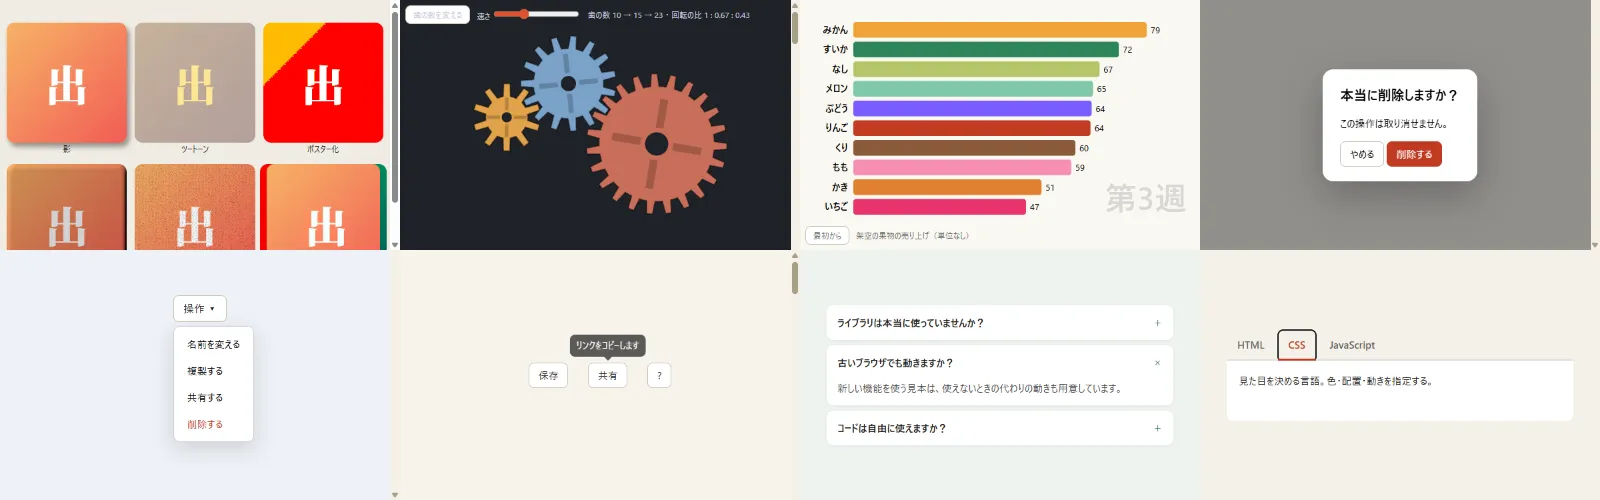 出
出
出
影
ツートーン
ポスター化
出
出
出
歯の数を変える
速さ
歯の数 10 → 15 → 23 ・ 回転の比 1 : 0.67 : 0.43
みかん 79
すいか 72
なし 67
メロン 65
ぶどう 64
りんご 64
くり 60
もも 59
かき 51
いちご 47
第3週
最初から
架空の果物の売り上げ（単位なし）
本当に削除しますか？
この操作は取り消せません。
やめる
削除する
操作 ▾
名前を変える
複製する
共有する
削除する
リンクをコピーします
保存
共有
?
ライブラリは本当に使っていませんか？ +
古いブラウザでも動きますか？ ×
新しい機能を使う見本は、使えないときの代わりの動きも用意しています。
コードは自由に使えますか？ +
HTML
CSS
JavaScript
見た目を決める言語。色・配置・動きを指定する。